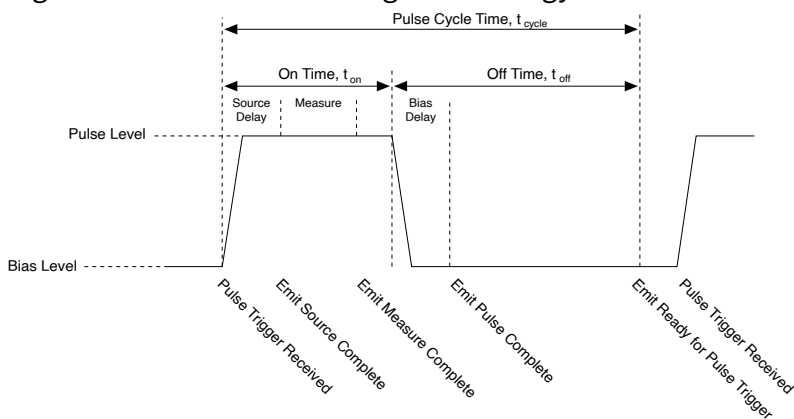 Pulse Cycle Time, t cycle
On Time, t on
Off Time, t off
Source
Delay
Measure
Bias
Delay
Pulse Level
Bias Level
Pulse Trigger Received
Emit Source Complete
Emit Measure Complete
Emit Pulse Complete
Emit Ready for Pulse Trigger
Pulse Trigger Received